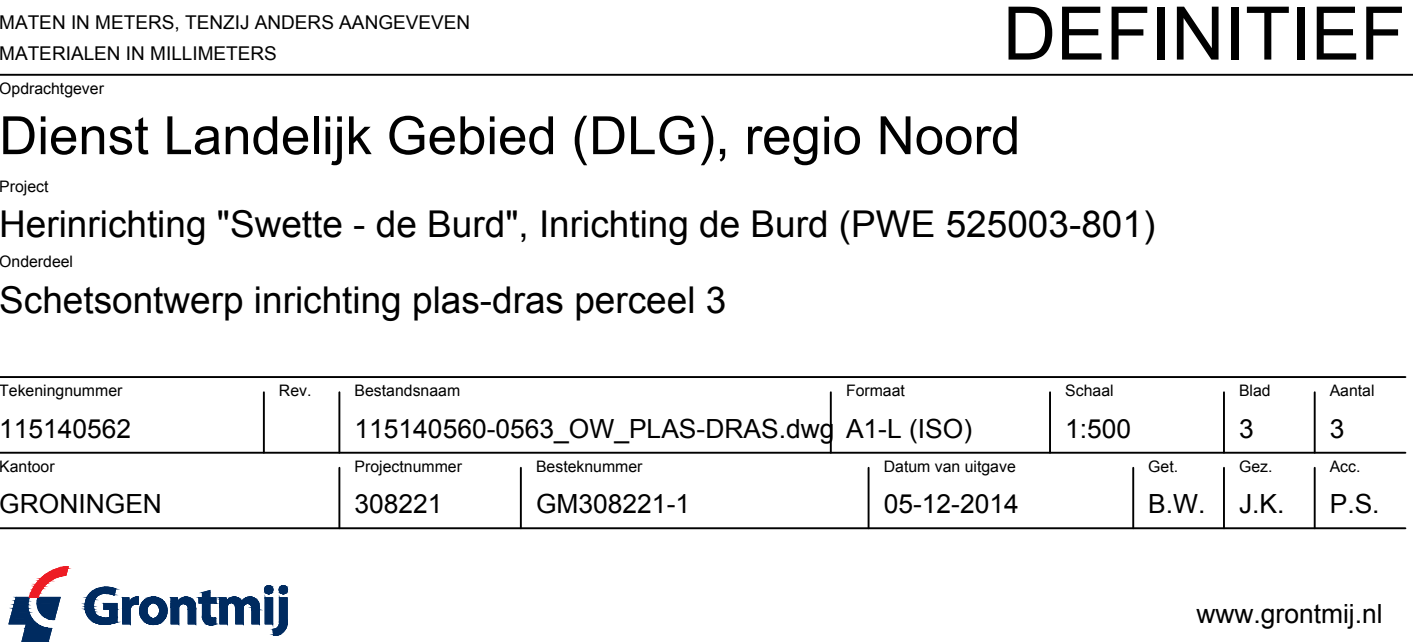 MATEN IN METERS, TENZIJ ANDERS AANGEVEVEN
MATERIALEN IN MILLIMETERS
DEFINITIEF
Opdrachtgever
Dienst Landelijk Gebied (DLG), regio Noord
Project
Herinrichting "Swette - de Burd", Inrichting de Burd (PWE 525003-801)
Onderdeel
Schetsontwerp inrichting plas-dras perceel 3
Tekeningnummer Rev. Bestandsnaam Formaat Schaal Blad Aantal
115140562 115140560-0563_OW_PLAS-DRAS.dwg A1-L (ISO) 1:500 3 3
Kantoor Projectnummer Besteknummer Datum van uitgave Get. Gez. Acc.
GRONINGEN 308221 GM308221-1 05-12-2014 B.W. J.K. P.S.
Grontmij
www.grontmij.nl